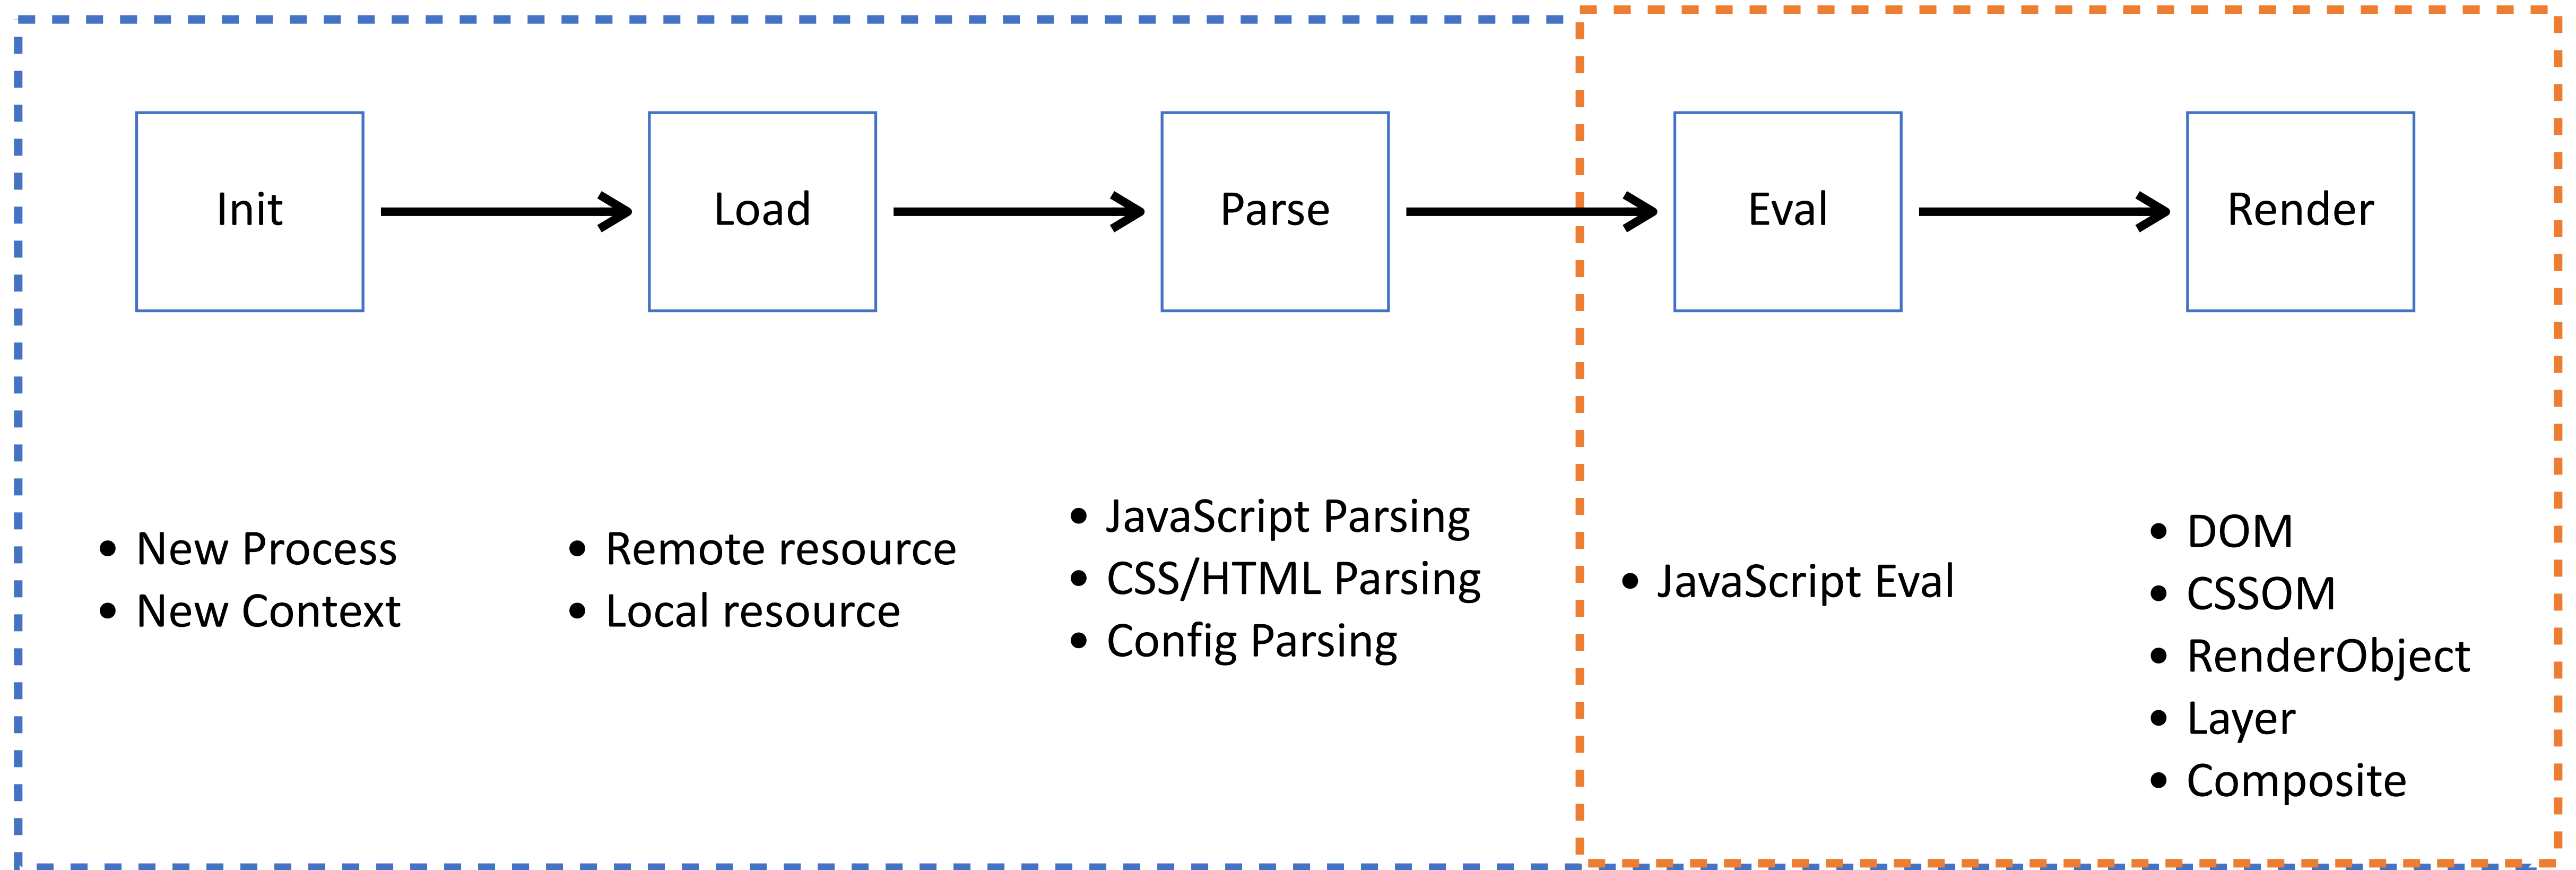 Init
Load
Parse
Eval
Render
• New Process
• New Context
• Remote resource
• Local resource
• JavaScript Parsing
• CSS/HTML Parsing
• Config Parsing
• JavaScript Eval
• DOM
• CSSOM
• RenderObject
• Layer
• Composite